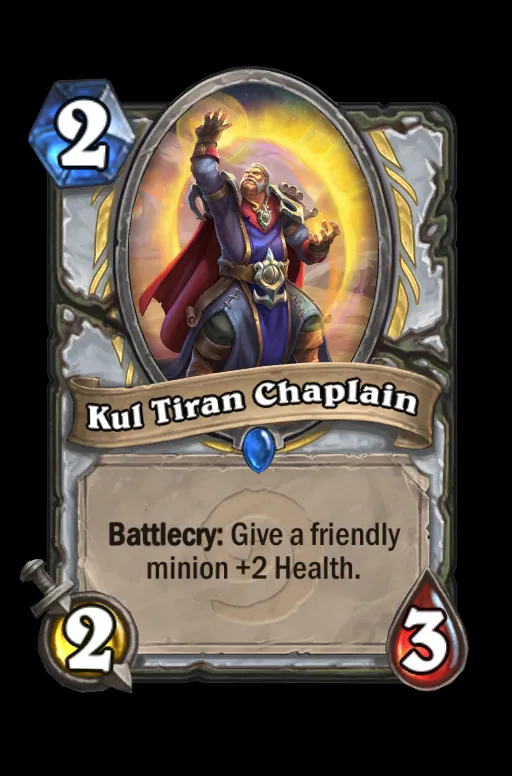 2
Kul Tiran Chaplain
Battlecry: Give a friendly
minion +2 Health.
2
3